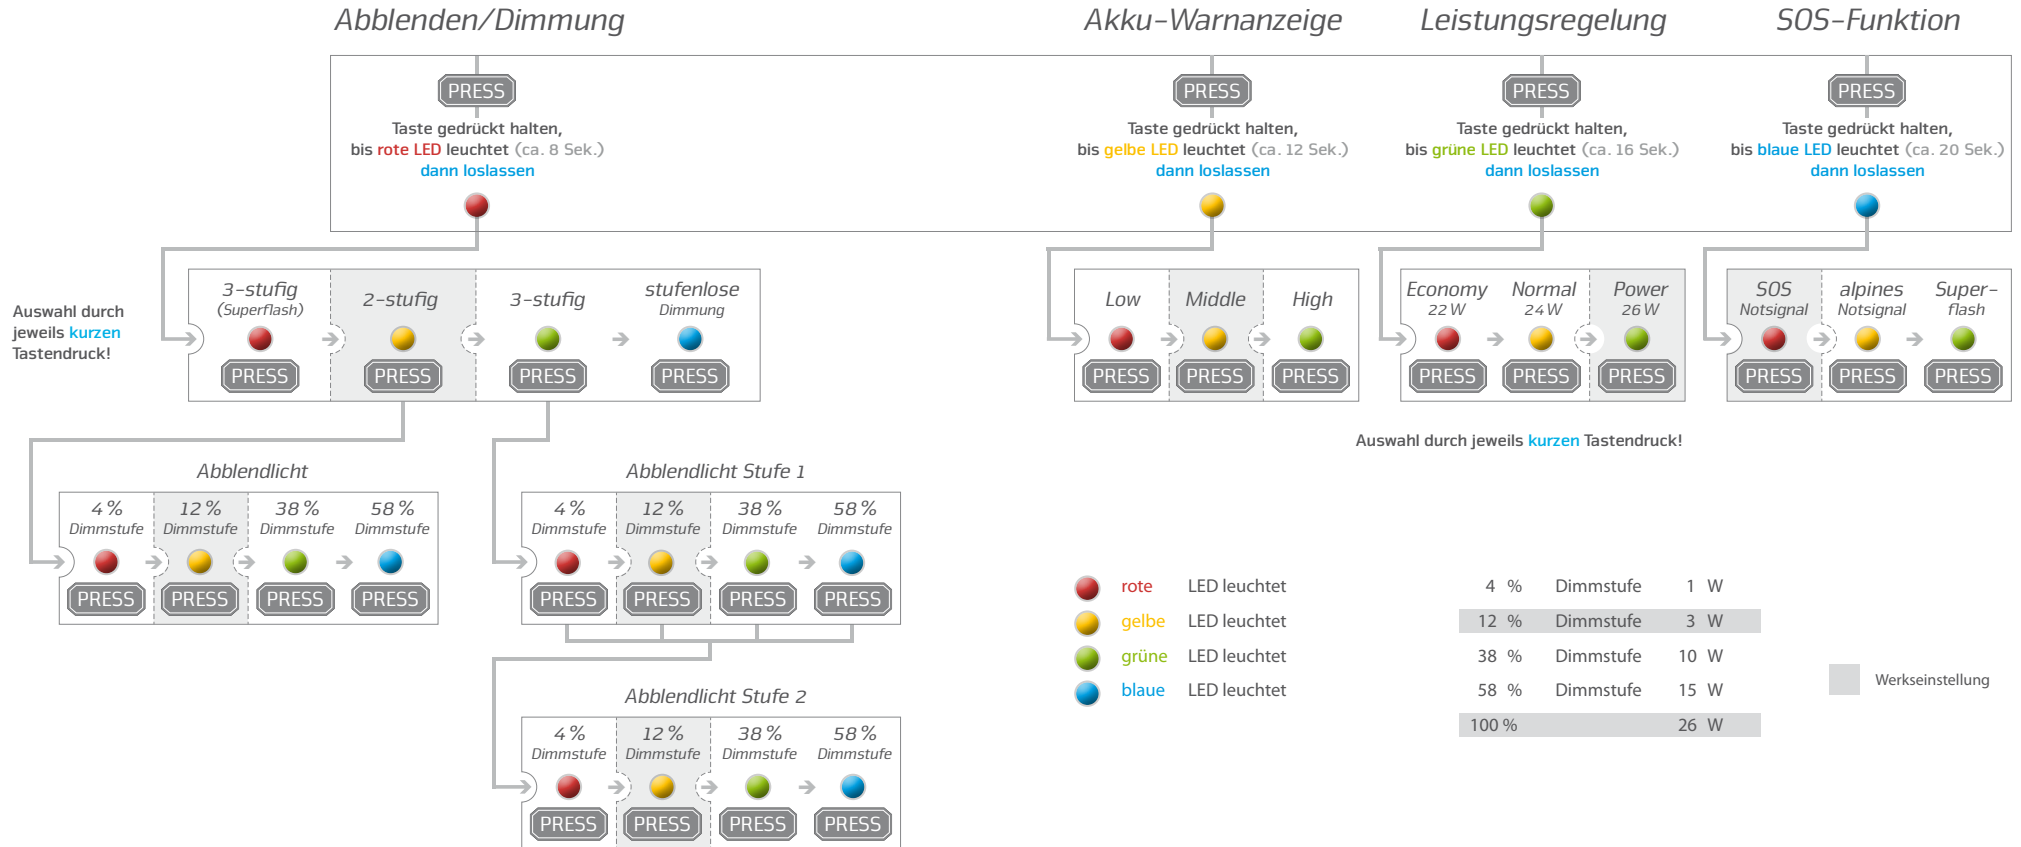 Abblenden/Dimmung
PRESS
Taste gedrückt halten,
bis rote LED leuchtet (ca. 8 Sek.)
dann loslassen
Akku-Warnanzeige
PRESS
Taste gedrückt halten,
bis gelbe LED leuchtet (ca. 12 Sek.)
dann loslassen
Leistungsregelung
PRESS
Taste gedrückt halten,
bis grüne LED leuchtet (ca. 16 Sek.)
dann loslassen
SOS-Funktion
PRESS
Taste gedrückt halten,
bis blaue LED leuchtet (ca. 20 Sek.)
dann loslassen
Auswahl durch
jeweils kurzen
Tastendruck!
3-stufig
(Superflash)
PRESS
2-stufig
PRESS
3-stufig
PRESS
stufenlose
Dimmung
PRESS
Low
PRESS
Middle
PRESS
High
PRESS
Economy
22 W
PRESS
Normal
24 W
PRESS
Power
26 W
PRESS
SOS
Notsignal
PRESS
alpines
Notsignal
PRESS
Super-
flash
PRESS
Auswahl durch jeweils kurzen Tastendruck!
Abblendlicht
4 %
Dimmstufe
PRESS
12 %
Dimmstufe
PRESS
38 %
Dimmstufe
PRESS
58 %
Dimmstufe
PRESS
Abblendlicht Stufe 1
4 %
Dimmstufe
PRESS
12 %
Dimmstufe
PRESS
38 %
Dimmstufe
PRESS
58 %
Dimmstufe
PRESS
Abblendlicht Stufe 2
4 %
Dimmstufe
PRESS
12 %
Dimmstufe
PRESS
38 %
Dimmstufe
PRESS
58 %
Dimmstufe
PRESS
rote LED leuchtet
gelbe LED leuchtet
grüne LED leuchtet
blaue LED leuchtet
4 % Dimmstufe 1 W
12 % Dimmstufe 3 W
38 % Dimmstufe 10 W
58 % Dimmstufe 15 W
100 % 26 W
Werkseinstellung